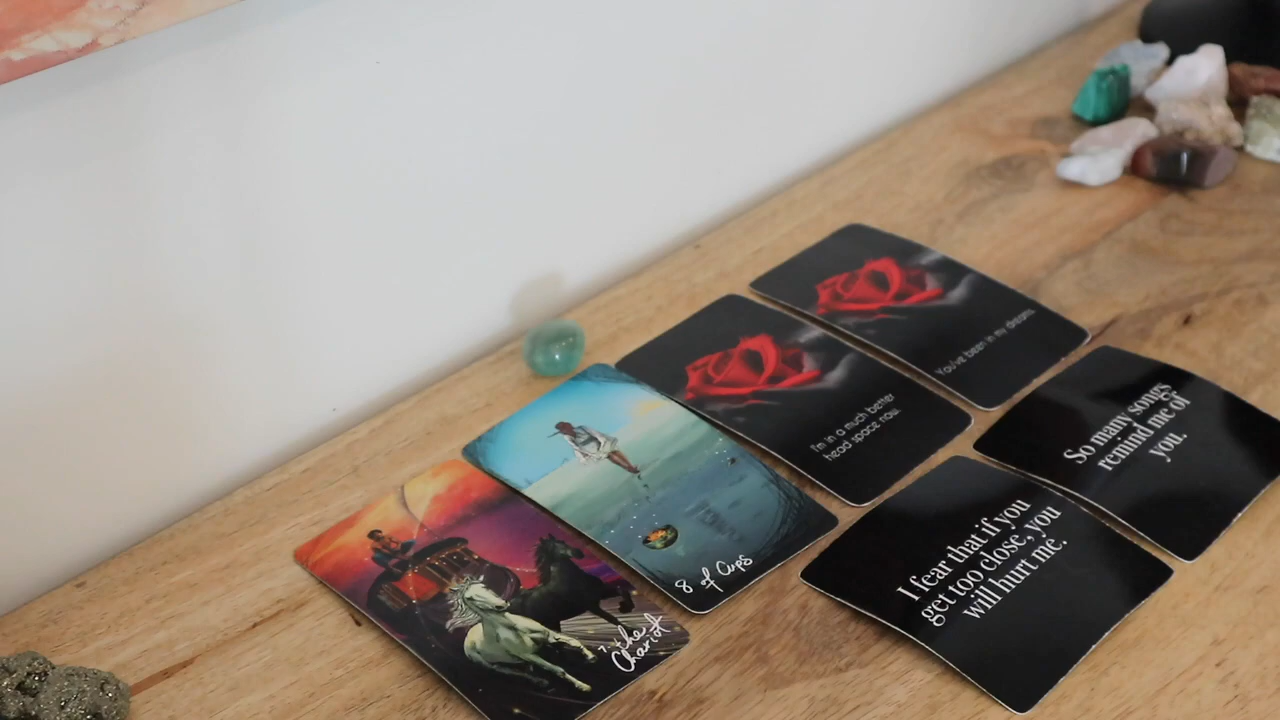 You've been in my dreams
I'm in a much better
head space now.
So many songs
remind me of
you.
I fear that if you
get too close, you
will hurt me.
8 of Cups
7. the
Chariot